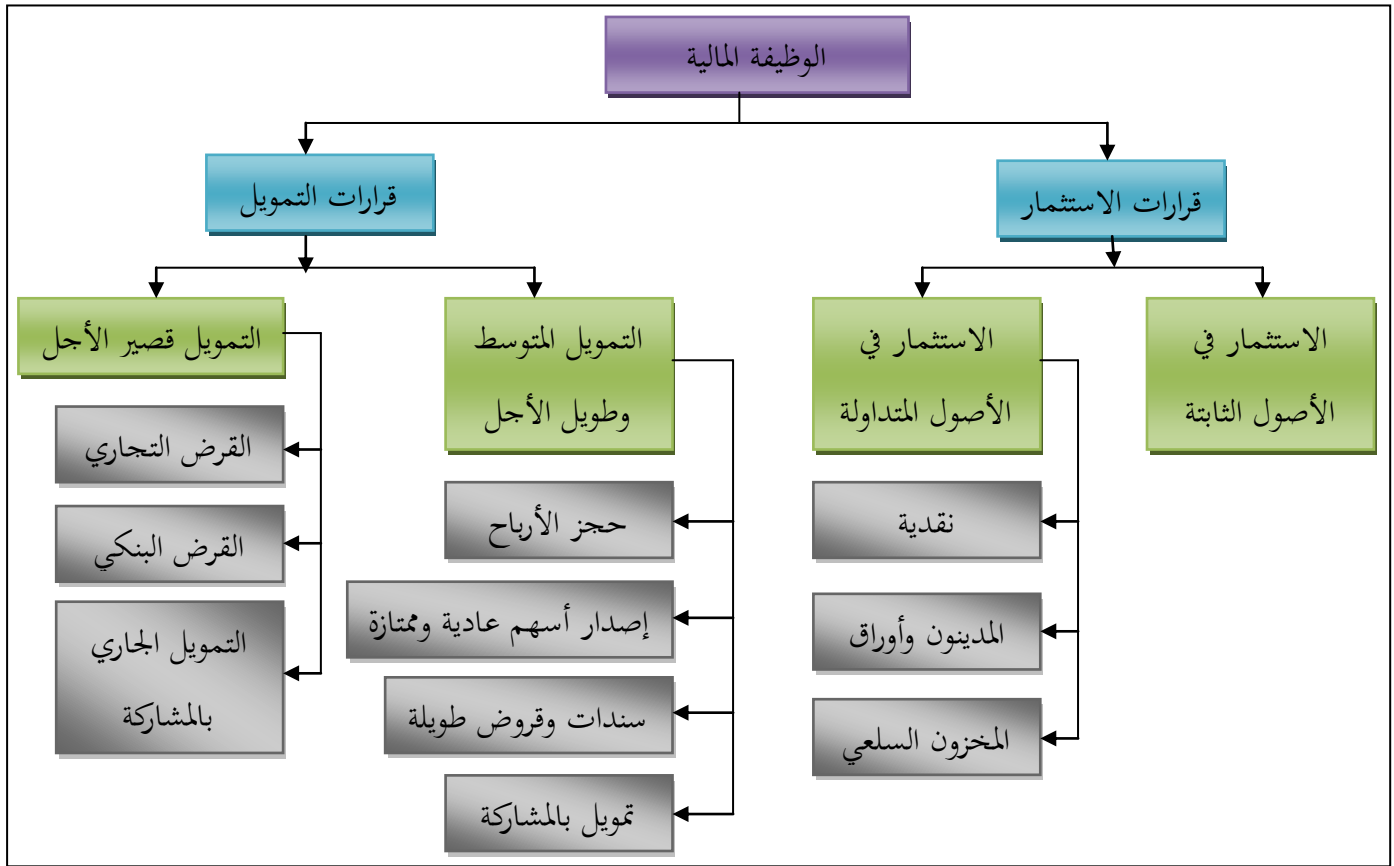 الوظيفة المالية
قرارات الاستثمار
قرارات التمويل
الاستثمار في
الأصول الثابتة
الاستثمار في
الأصول المتداولة
نقدية
المدينون وأوراق
المخزون السلعي
التمويل المتوسط
وطويل الأجل
حجز الأرباح
إصدار أسهم عادية وممتازة
سندات وقروض طويلة
تمويل بالمشاركة
التمويل قصير الأجل
القرض التجاري
القرض البنكي
التمويل الجاري
بالمشاركة